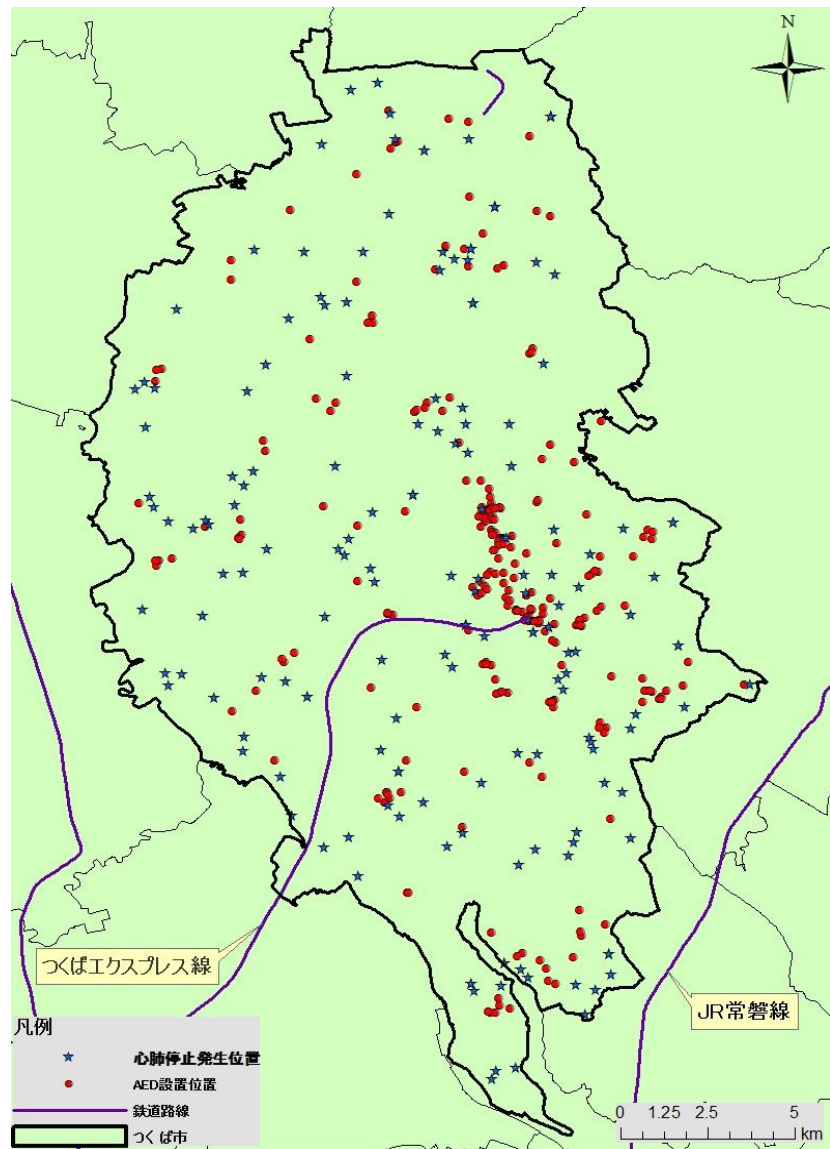 N
つくばエクスプレス線
JR常磐線
凡例
心肺停止発生位置
AED設置位置
鉄道路線
つくば市
0 1.25 2.5 5
km